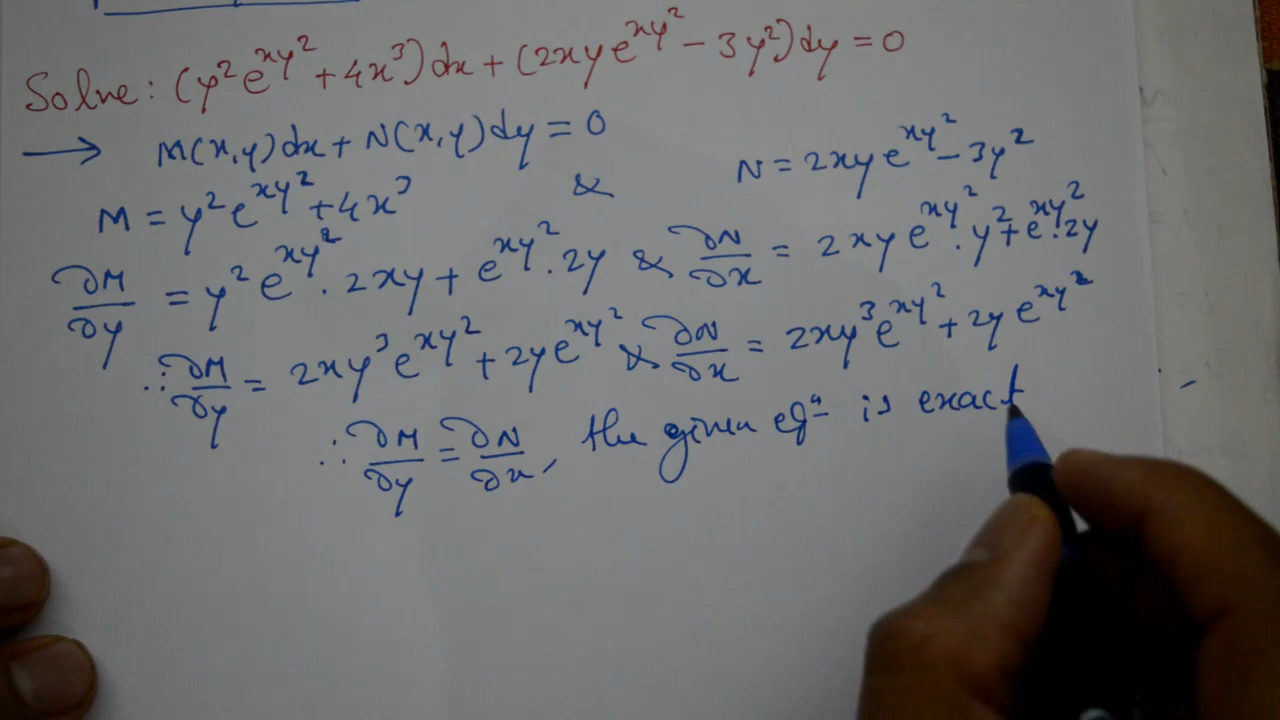 Solve: (y²e^{xy²} + 4x³)dx + (2xye^{xy²} - 3y²)dy = 0
→ M(x,y)dx + N(x,y)dy = 0
M = y²e^{xy²} + 4x³ & N = 2xye^{xy²} - 3y²
∂M/∂y = y²e^{xy²}.2xy + e^{xy²}.2y & ∂N/∂x = 2xye^{xy²}.y² + e^{xy²}.2y
∴ ∂M/∂y = 2xy³e^{xy²} + 2ye^{xy²} & ∂N/∂x = 2xy³e^{xy²} + 2ye^{xy²}
∴ ∂M/∂y = ∂N/∂x, the given eqⁿ is exact